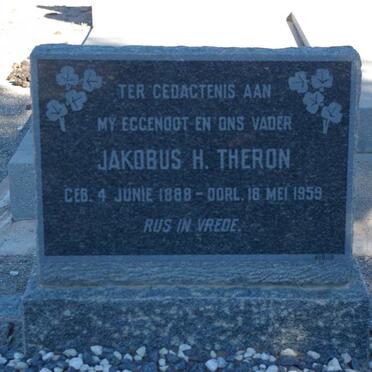 TER GEDAGTENIS AAN
MY EGGENOOT EN ONS VADER
JAKOBUS H. THERON
GEB. 4 JUNIE 1888 - OORL. 16 MEI 1959
RUS IN VREDE.